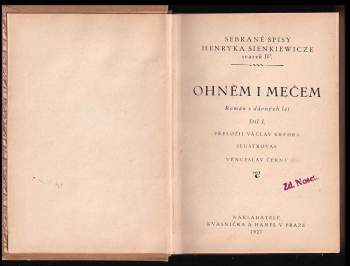 SEBRANÉ SPISY
HENRYKA SIENKIEWICZE
svazek IV.
OHNĚM I MEČEM
Román z dávných let
Díl I.
PŘELOŽIL VÁCLAV KREDBA
ILUSTROVAL
VĚNCESLAV ČERNÝ
Zd. Nosek
NAKLADATELÉ
KVASNIČKA A HAMPL V PRAZE
1927